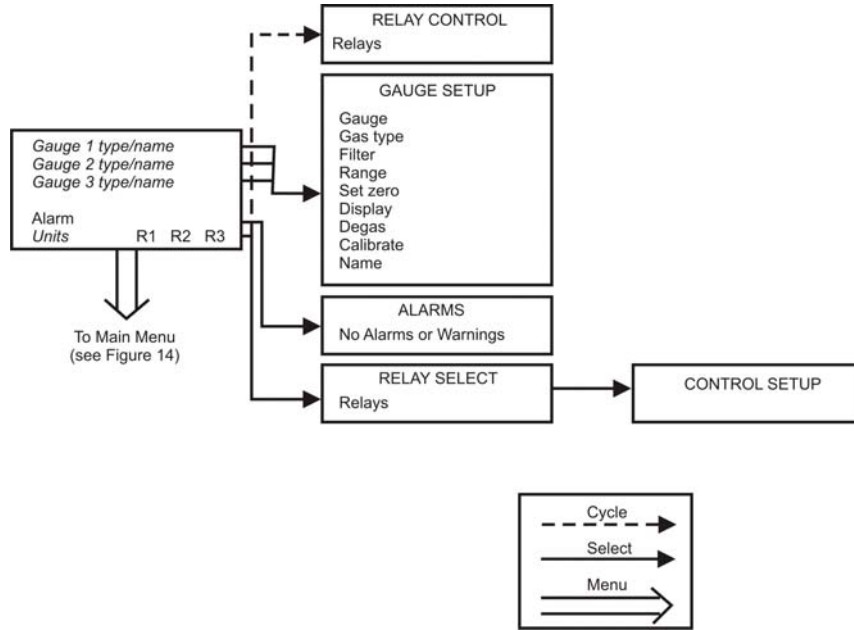 RELAY CONTROL
Relays
GAUGE SETUP
Gauge
Gas type
Filter
Range
Set zero
Display
Degas
Calibrate
Name
Gauge 1 type/name
Gauge 2 type/name
Gauge 3 type/name
Alarm
Units R1 R2 R3
To Main Menu
(see Figure 14)
ALARMS
No Alarms or Warnings
RELAY SELECT
Relays
CONTROL SETUP
Cycle
Select
Menu